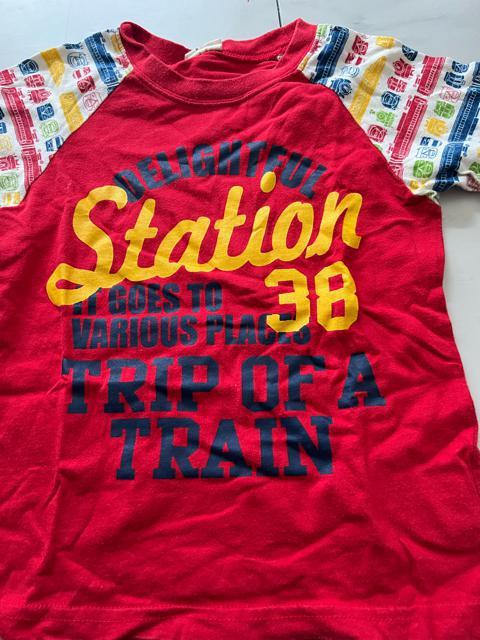 DELIGHTFUL
Station
38
IT GOES TO
VARIOUS PLACES
TRIP OF A
TRAIN